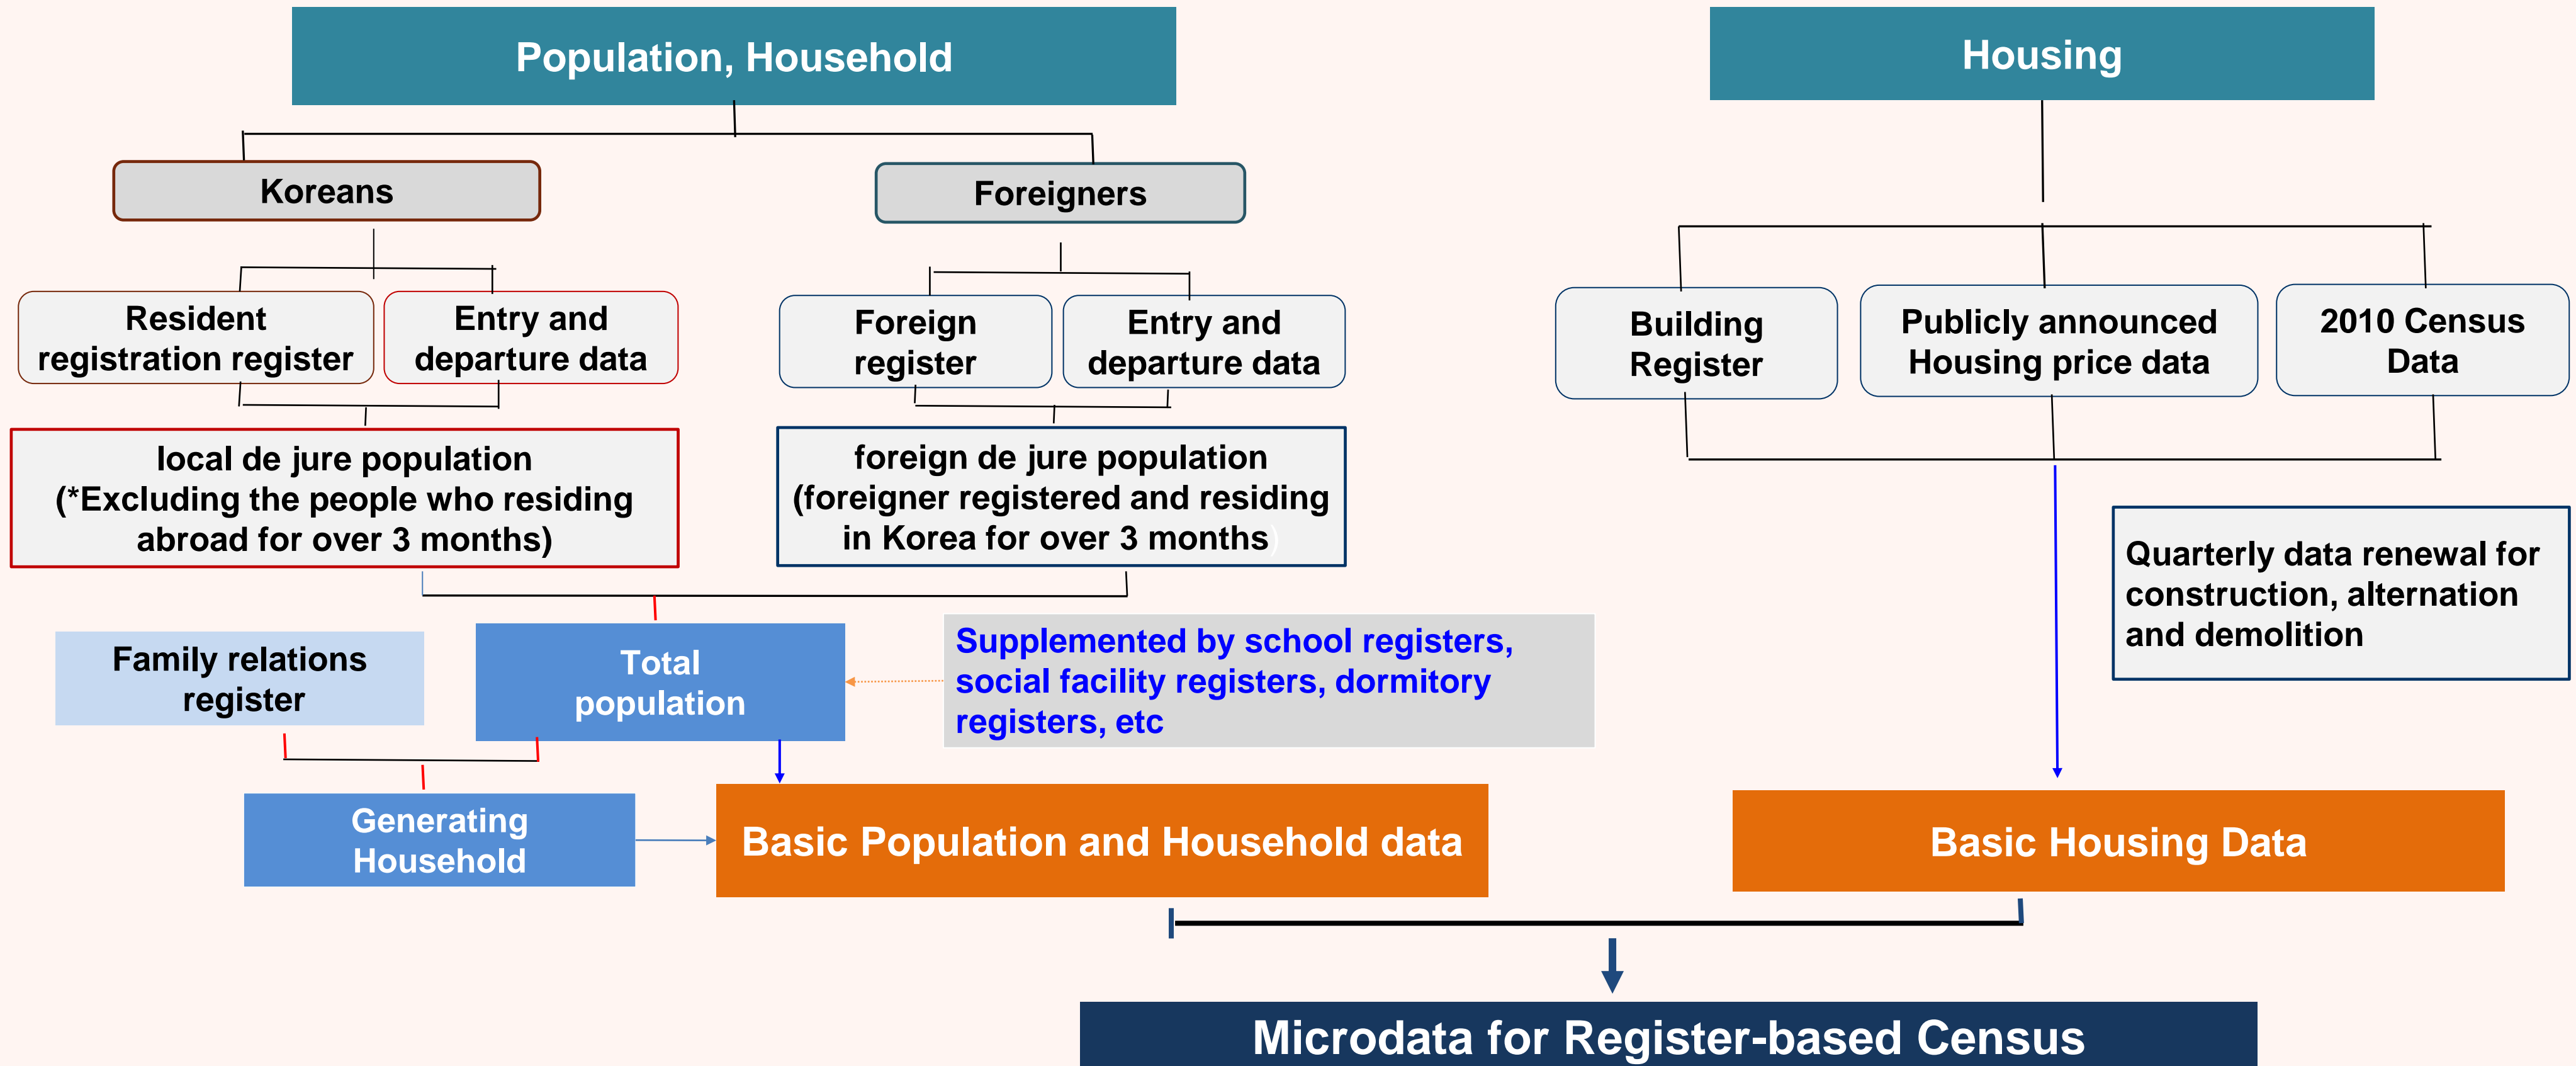 Population, Household
Housing
Koreans
Foreigners
Resident
registration register
Entry and
departure data
Foreign
register
Entry and
departure data
Building
Register
Publicly announced
Housing price data
2010 Census
Data
local de jure population
(*Excluding the people who residing
abroad for over 3 months)
foreign de jure population
(foreigner registered and residing
in Korea for over 3 months)
Quarterly data renewal for
construction, alternation
and demolition
Family relations
register
Total
population
Supplemented by school registers,
social facility registers, dormitory
registers, etc
Generating
Household
Basic Population and Household data
Basic Housing Data
Microdata for Register-based Census